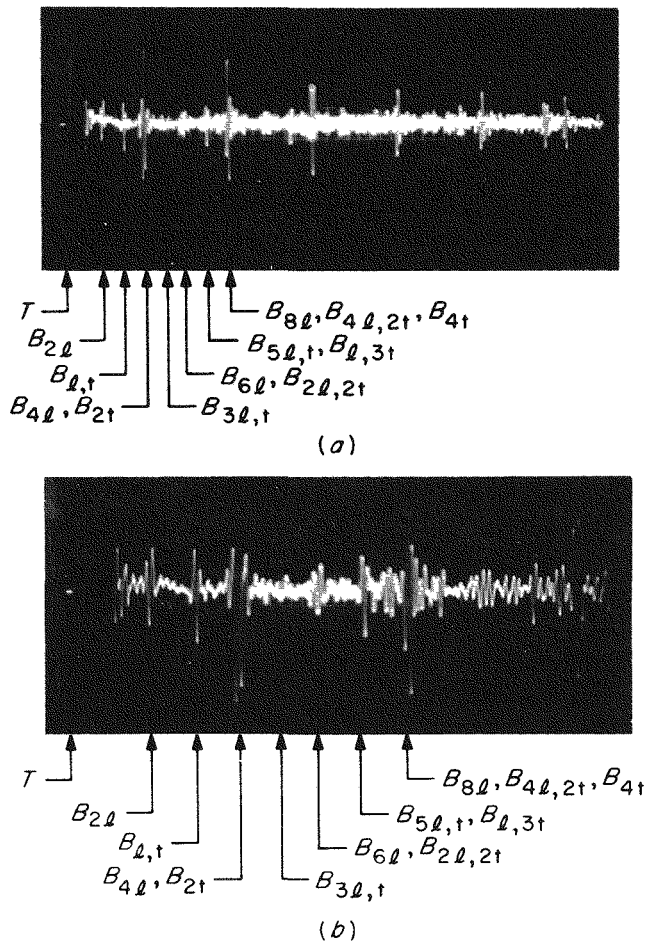 T
B8ℓ, B4ℓ,2t, B4t
B2ℓ
B5ℓ,t, Bℓ,3t
Bℓ,t
B6ℓ, B2ℓ,2t
B4ℓ, B2t
B3ℓ,t
(a)
T
B8ℓ, B4ℓ,2t, B4t
B2ℓ
B5ℓ,t, Bℓ,3t
Bℓ,t
B6ℓ, B2ℓ,2t
B4ℓ, B2t
B3ℓ,t
(b)